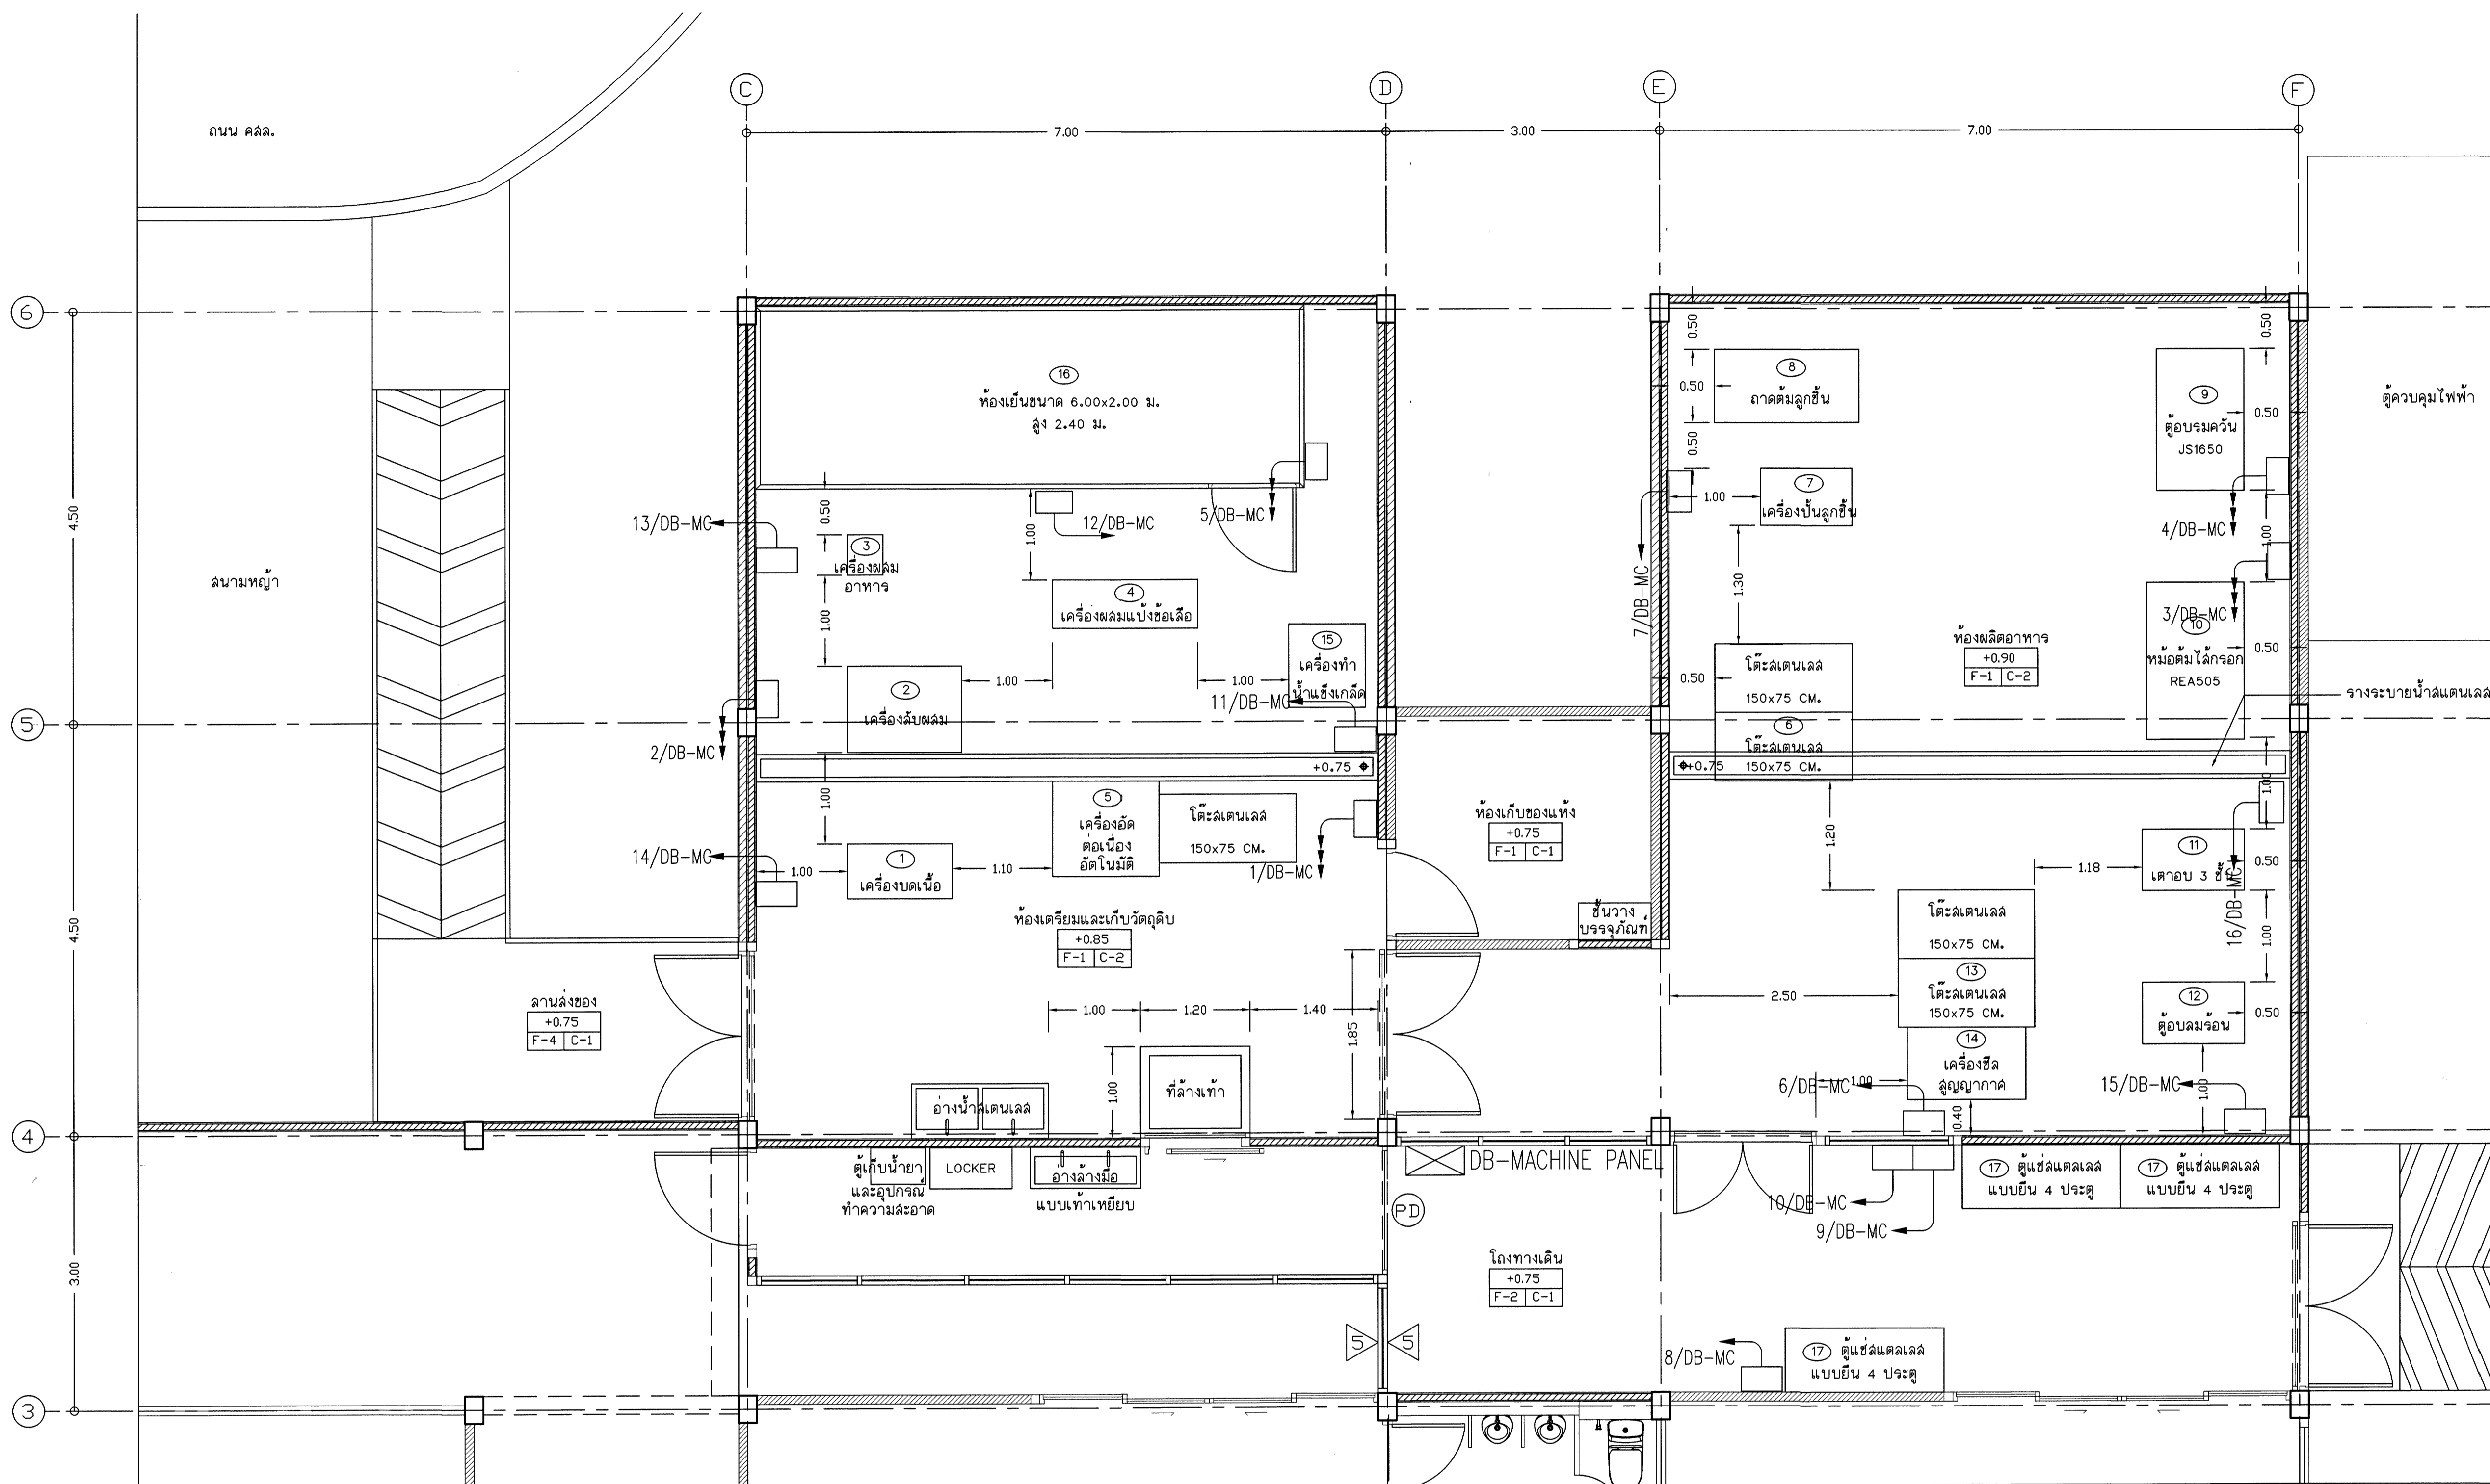 C
D
E
F
ถนน คสล.
7.00
3.00
7.00
6
5
4
3
4.50
4.50
3.00
สนามหญ้า
16
ห้องเย็นขนาด 6.00x2.00 ม.
สูง 2.40 ม.
13/DB-MC
0.50
3
เครื่องผสม
อาหาร
1.00
12/DB-MC
5/DB-MC
1.00
4
เครื่องผสมแป้งข้อเสือ
2
เครื่องสับผสม
1.00
1.00
15
เครื่องทำ
น้ำแข็งเกล็ด
11/DB-MC
2/DB-MC
+0.75
1.00
14/DB-MC
1.00
1
เครื่องบดเนื้อ
1.10
5
เครื่องอัด
ต่อเนื่อง
อัตโนมัติ
โต๊ะสเตนเลส
150x75 CM.
1/DB-MC
ห้องเตรียมและเก็บวัตถุดิบ
+0.85
F-1 C-2
ลานส่งของ
+0.75
F-4 C-1
1.00
1.20
1.40
1.85
1.00
อ่างน้ำสเตนเลส
ที่ล้างเท้า
ตู้เก็บน้ำยา
และอุปกรณ์
ทำความสะอาด
LOCKER
อ่างล้างมือ
แบบเท้าเหยียบ
ห้องเก็บของแห้ง
+0.75
F-1 C-1
ชั้นวาง
บรรจุภัณฑ์
7/DB-MC
0.50
0.50
0.50
8
ถาดต้มลูกชิ้น
1.00
7
เครื่องปั้นลูกชิ้น
1.30
0.50
โต๊ะสเตนเลส
150x75 CM.
6
โต๊ะสเตนเลส
150x75 CM.
+0.75
1.20
ห้องผลิตอาหาร
+0.90
F-1 C-2
0.50
9
ตู้อบรมควัน
JS1650
0.50
4/DB-MC
1.00
3/DB-MC
10
หม้อต้มไส้กรอก
REA505
0.50
ตู้ควบคุมไฟฟ้า
รางระบายน้ำสแตนเลส
1.00
11
เตาอบ 3 ชั้น
0.50
1.18
16/DB-MC
1.00
โต๊ะสเตนเลส
150x75 CM.
13
โต๊ะสเตนเลส
150x75 CM.
2.50
12
ตู้อบลมร้อน
0.50
14
เครื่องซีล
สูญญากาศ
6/DB-MC
1.00
0.40
15/DB-MC
1.00
DB-MACHINE PANEL
PD
10/DB-MC
9/DB-MC
17 ตู้แช่สแตลเลส
แบบยืน 4 ประตู
17 ตู้แช่สแตลเลส
แบบยืน 4 ประตู
โถงทางเดิน
+0.75
F-2 C-1
5
5
8/DB-MC
17 ตู้แช่สแตลเลส
แบบยืน 4 ประตู